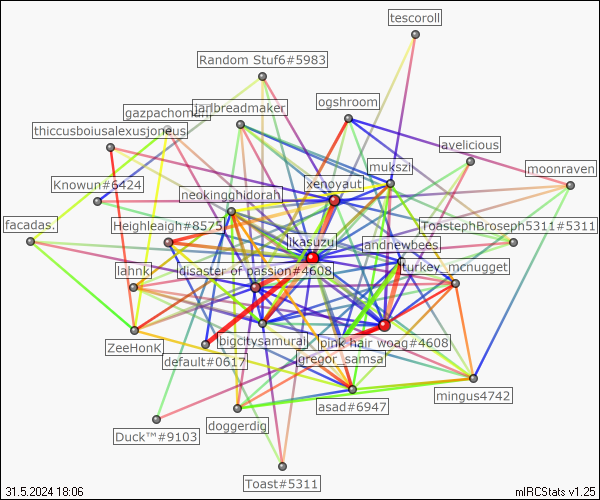 tescoroll
Random Stuf6#5983
ogshroom
jarlbreadmaker
gazpachoman
thiccusboiusalexusjoneus
avelicious
mukszi
moonraven
xenoyaut
Knowun#6424
neokingghidorah
facadas.
Heighleaigh#8575
ToastephBroseph5311#5311
likasuzu
andnewbees
lahnk
disaster of passion#4608
turkey_mcnugget
ZeeHonK
bigcitysamurai
pink hair woag#4608
default#0617
gregor_samsa
mingus4742
asad#6947
doggerdig
Duck™#9103
Toast#5311
31.5.2024 18:06
mIRCStats v1.25